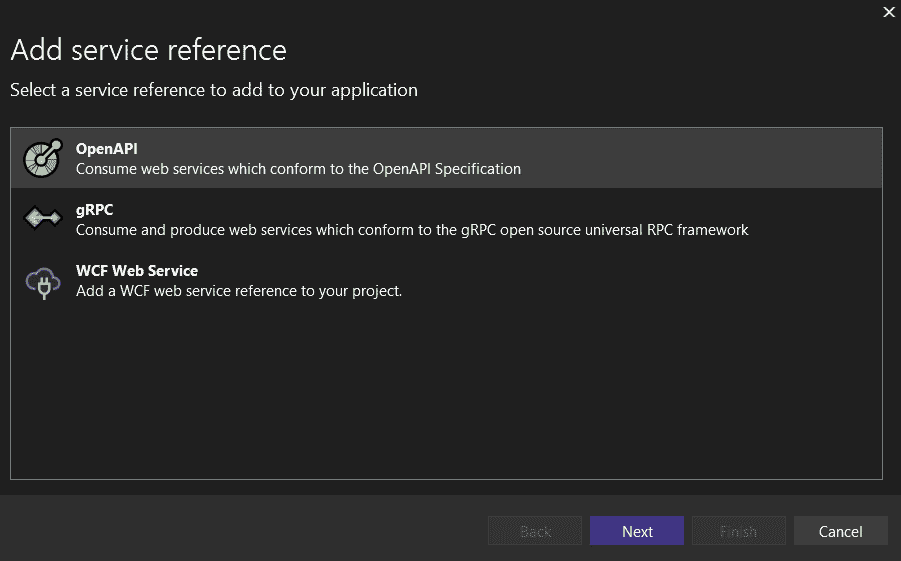 Add service reference
Select a service reference to add to your application
OpenAPI
Consume web services which conform to the OpenAPI Specification
gRPC
Consume and produce web services which conform to the gRPC open source universal RPC framework
WCF Web Service
Add a WCF web service reference to your project.
Back
Next
Finish
Cancel